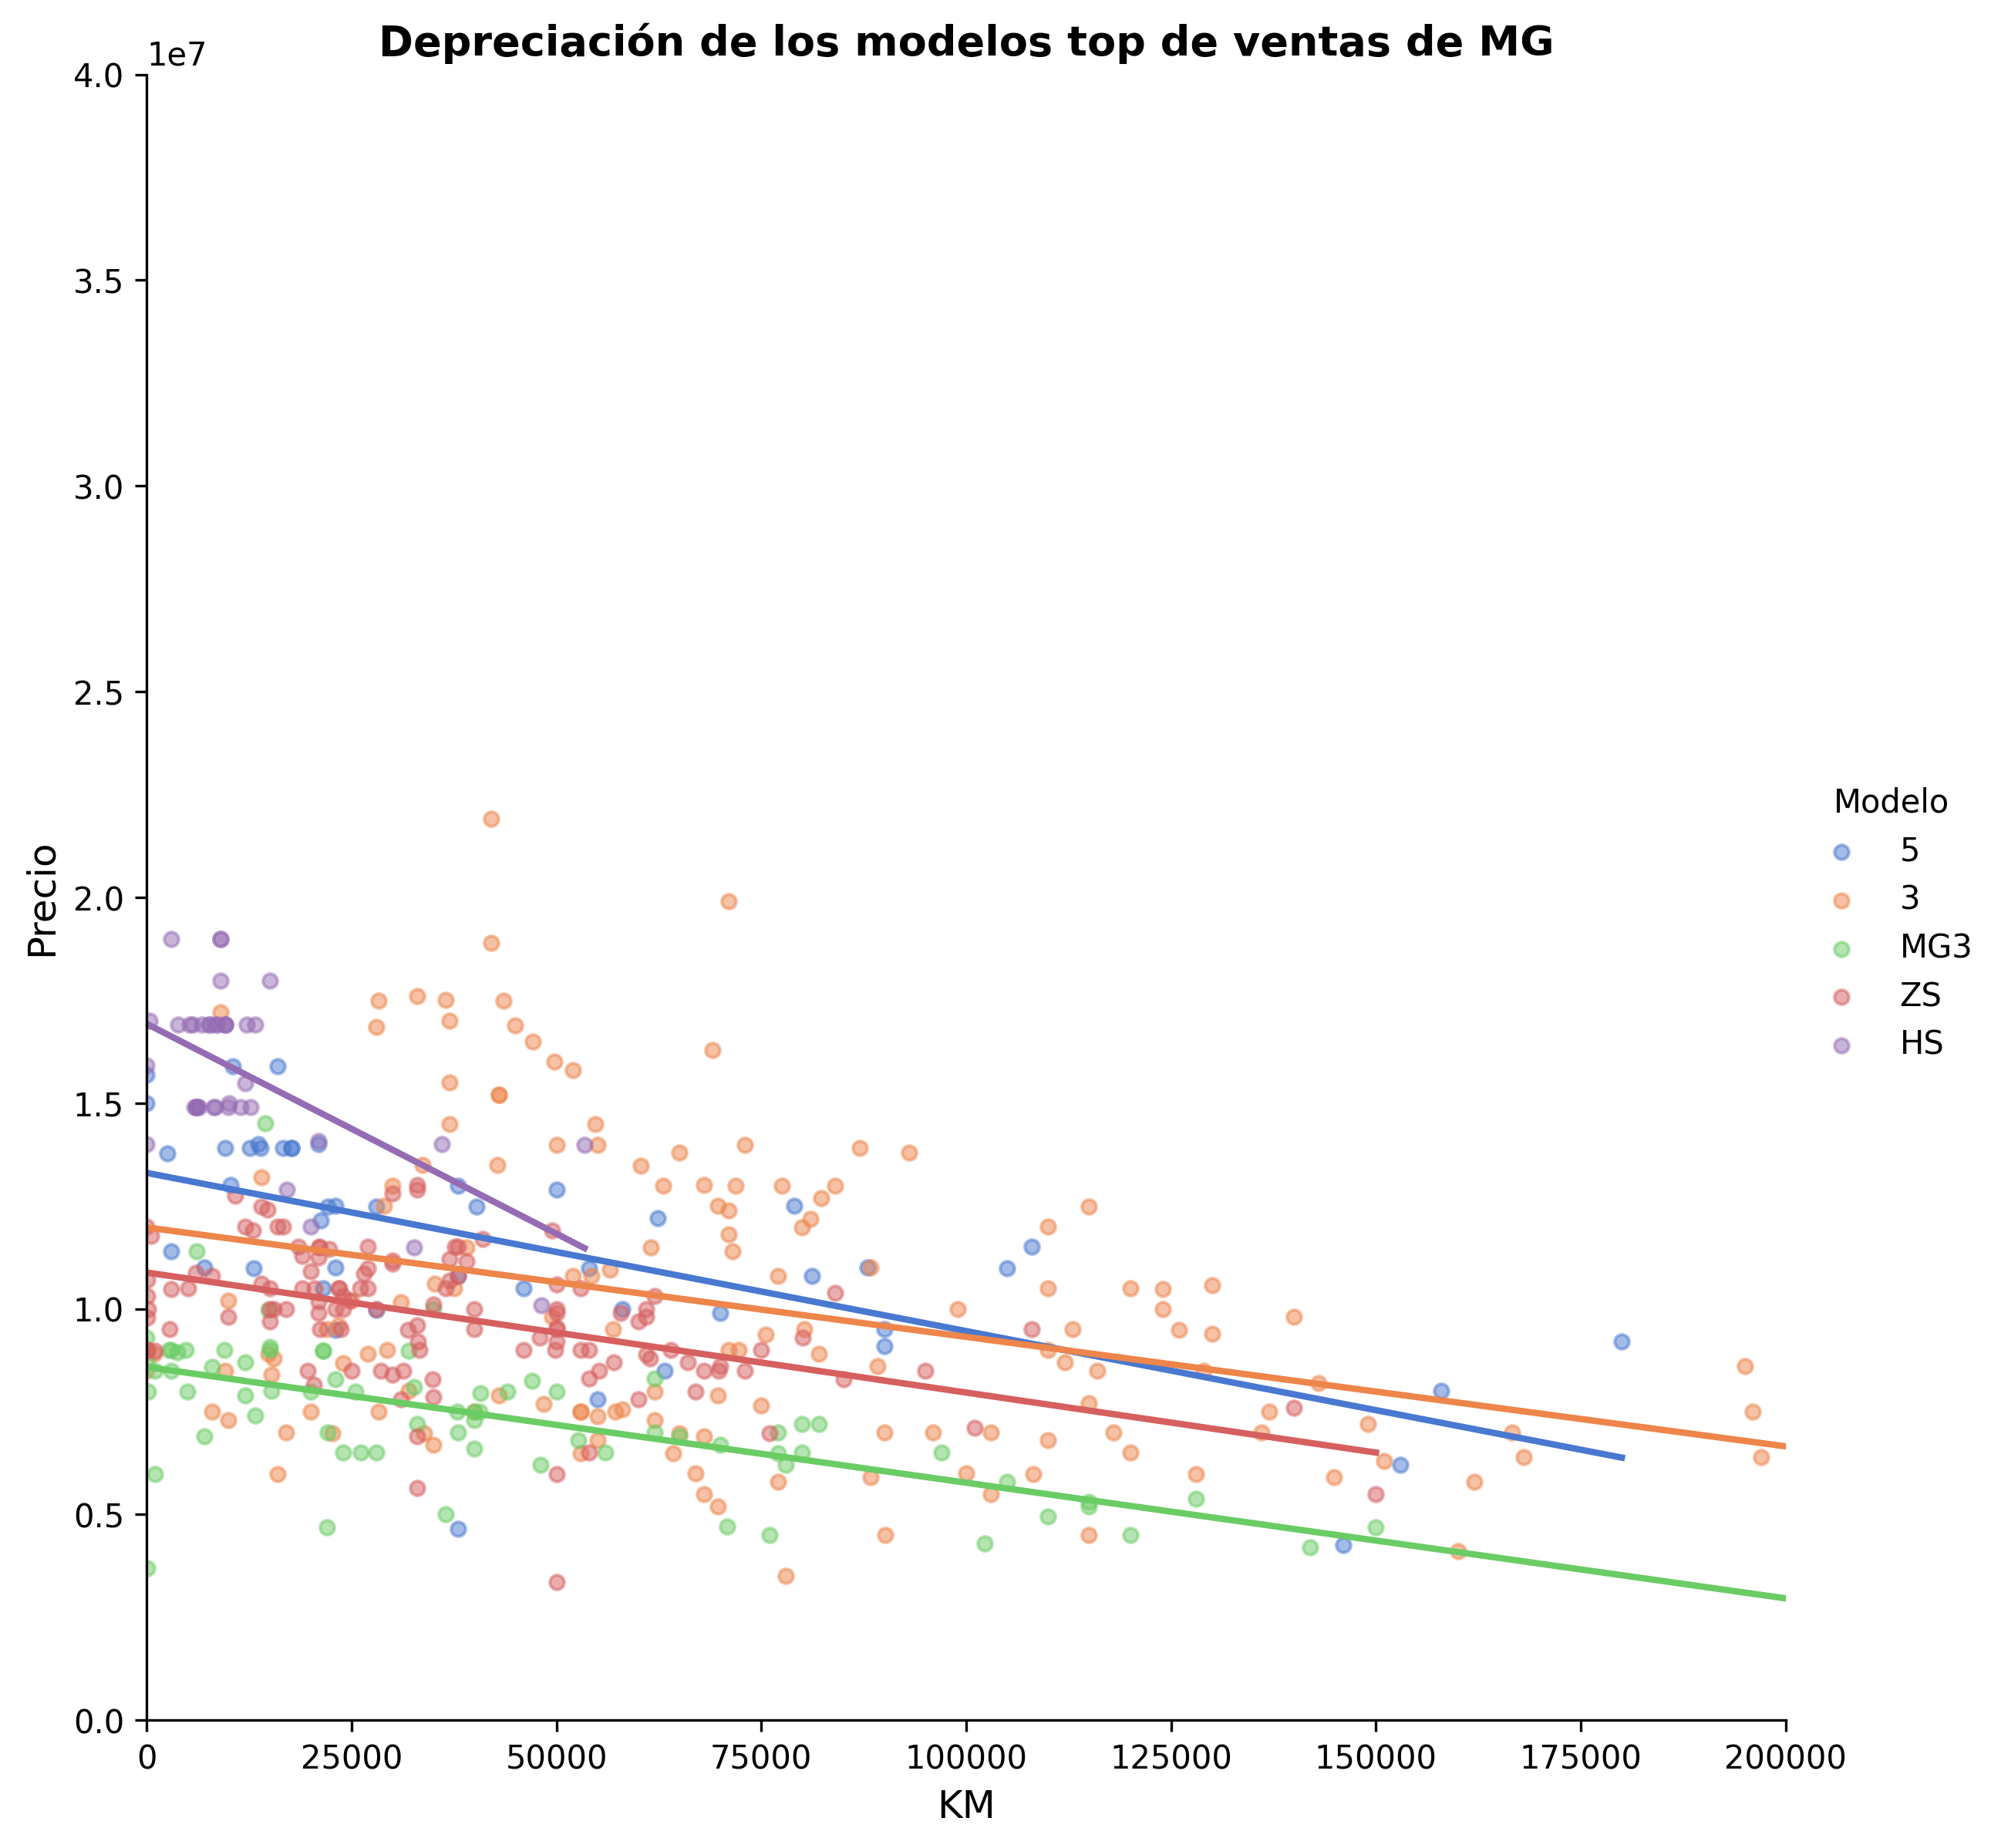 Depreciación de los modelos top de ventas de MG
1e7
4.0
3.5
3.0
2.5
2.0
1.5
1.0
0.5
0.0
Precio
0 25000 50000 75000 100000 125000 150000 175000 200000
KM
Modelo
5
3
MG3
ZS
HS